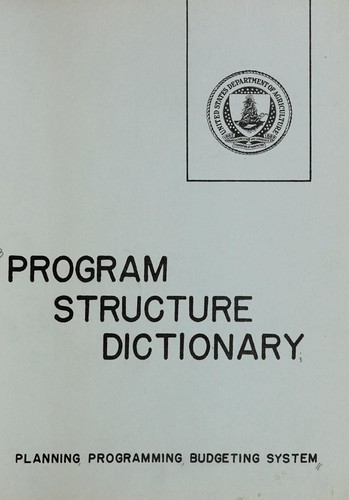 UNITED STATES DEPARTMENT OF AGRICULTURE
PROGRAM
STRUCTURE
DICTIONARY
PLANNING, PROGRAMMING, BUDGETING SYSTEM